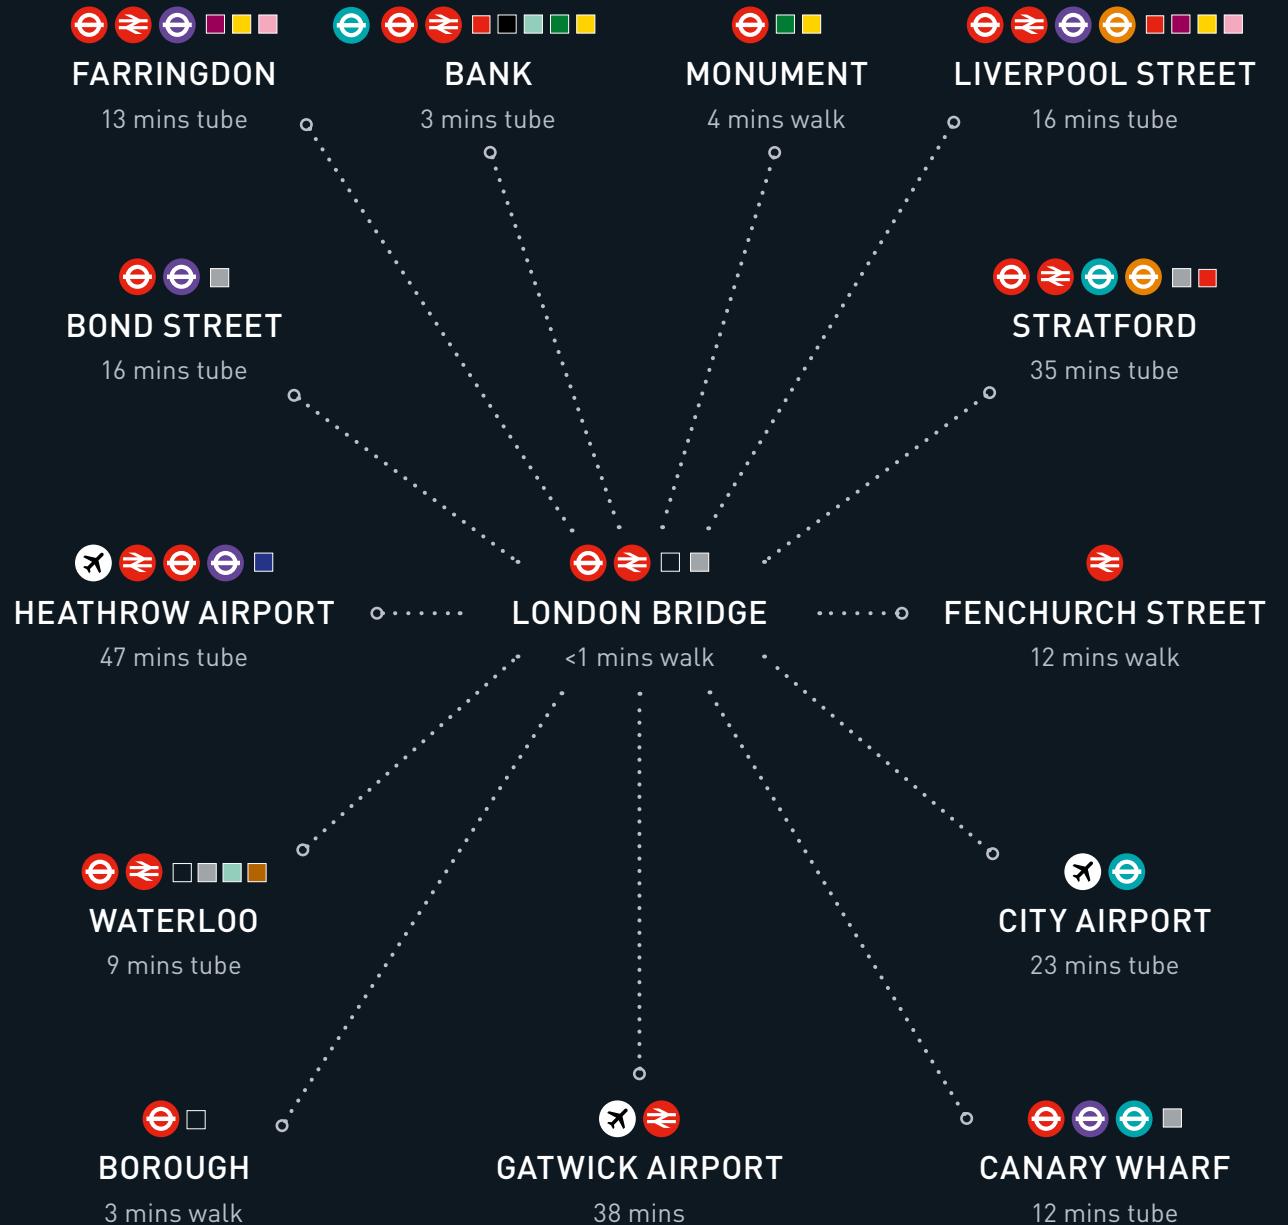 FARRINGDON
13 mins tube
BANK
3 mins tube
MONUMENT
4 mins walk
LIVERPOOL STREET
16 mins tube
BOND STREET
16 mins tube
STRATFORD
35 mins tube
HEATHROW AIRPORT
47 mins tube
LONDON BRIDGE
<1 mins walk
FENCHURCH STREET
12 mins walk
WATERLOO
9 mins tube
CITY AIRPORT
23 mins tube
BOROUGH
3 mins walk
GATWICK AIRPORT
38 mins
CANARY WHARF
12 mins tube